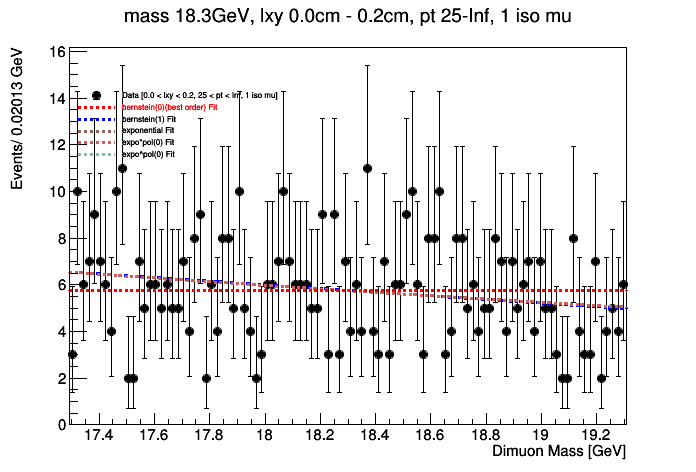 mass 18.3GeV, lxy 0.0cm - 0.2cm, pt 25-Inf, 1 iso mu
Events/ 0.02013 GeV
16
14
12
10
8
6
4
2
0
Data [0.0 < lxy < 0.2, 25 < pt < Inf, 1 iso mu]
bernstein(0)(best order) Fit
bernstein(1) Fit
exponential Fit
expo*pol(0) Fit
expo^pol(0) Fit
17.4 17.6 17.8 18 18.2 18.4 18.6 18.8 19 19.2
Dimuon Mass [GeV]